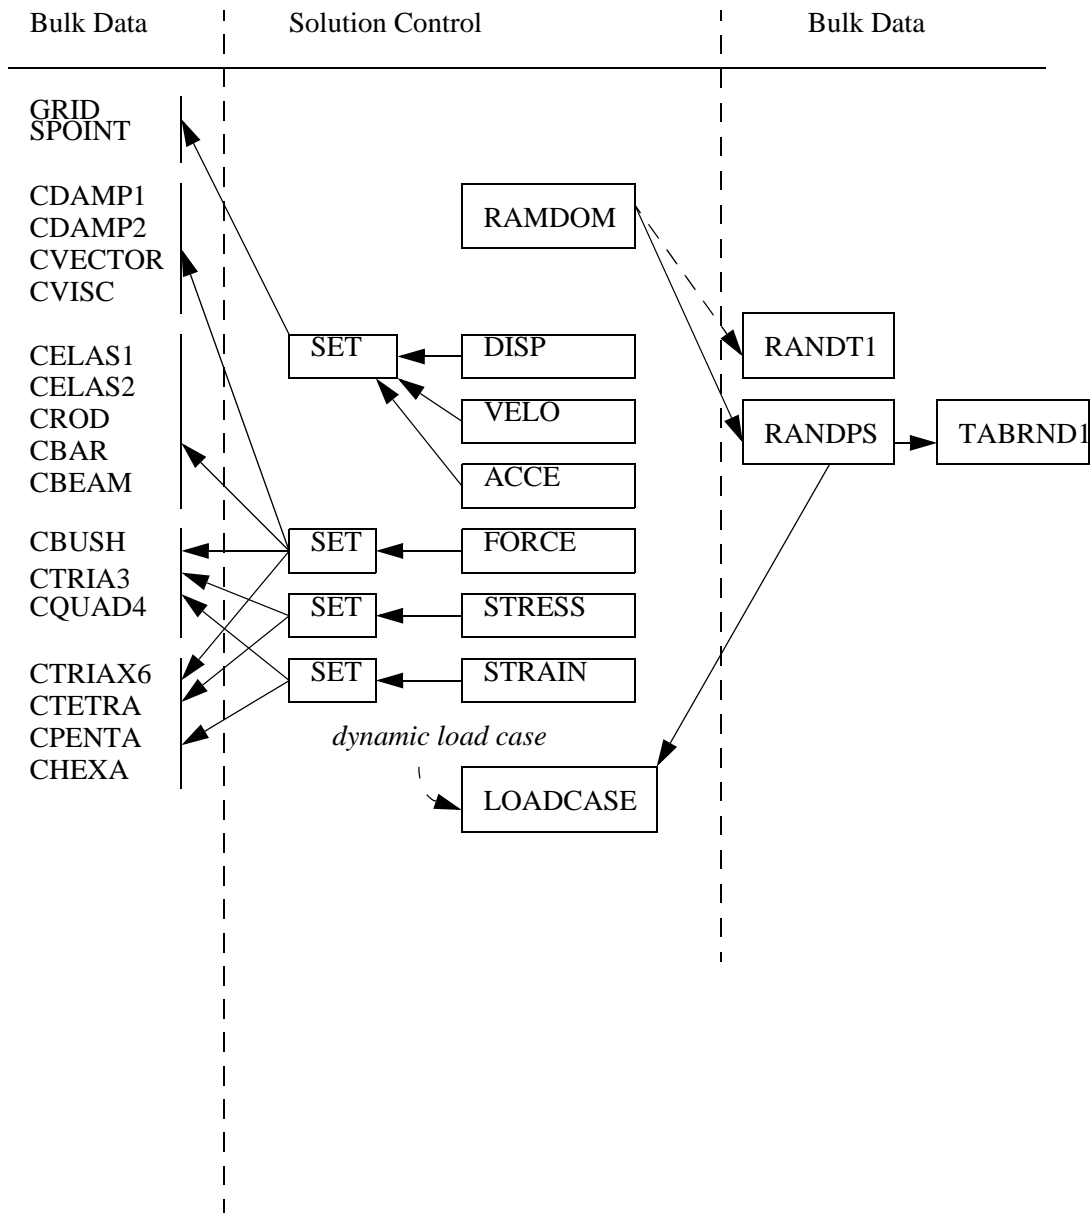 Bulk Data
Solution Control
Bulk Data
GRID
SPOINT
CDAMP1
CDAMP2
CVECTOR
CVISC
CELAS1
CELAS2
CROD
CBAR
CBEAM
CBUSH
CTRIA3
CQUAD4
CTRIAX6
CTETRA
CPENTA
CHEXA
RAMDOM
SET
DISP
VELO
ACCE
SET
FORCE
SET
STRESS
SET
STRAIN
dynamic load case
LOADCASE
RANDT1
RANDPS
TABRND1